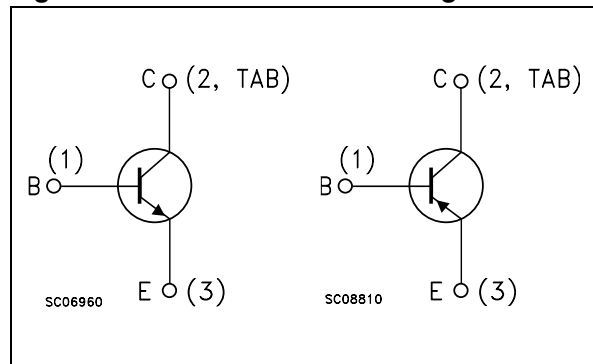 C (2, TAB)
(1)
B
E (3)
SC06960
C (2, TAB)
(1)
B
E (3)
SC08810